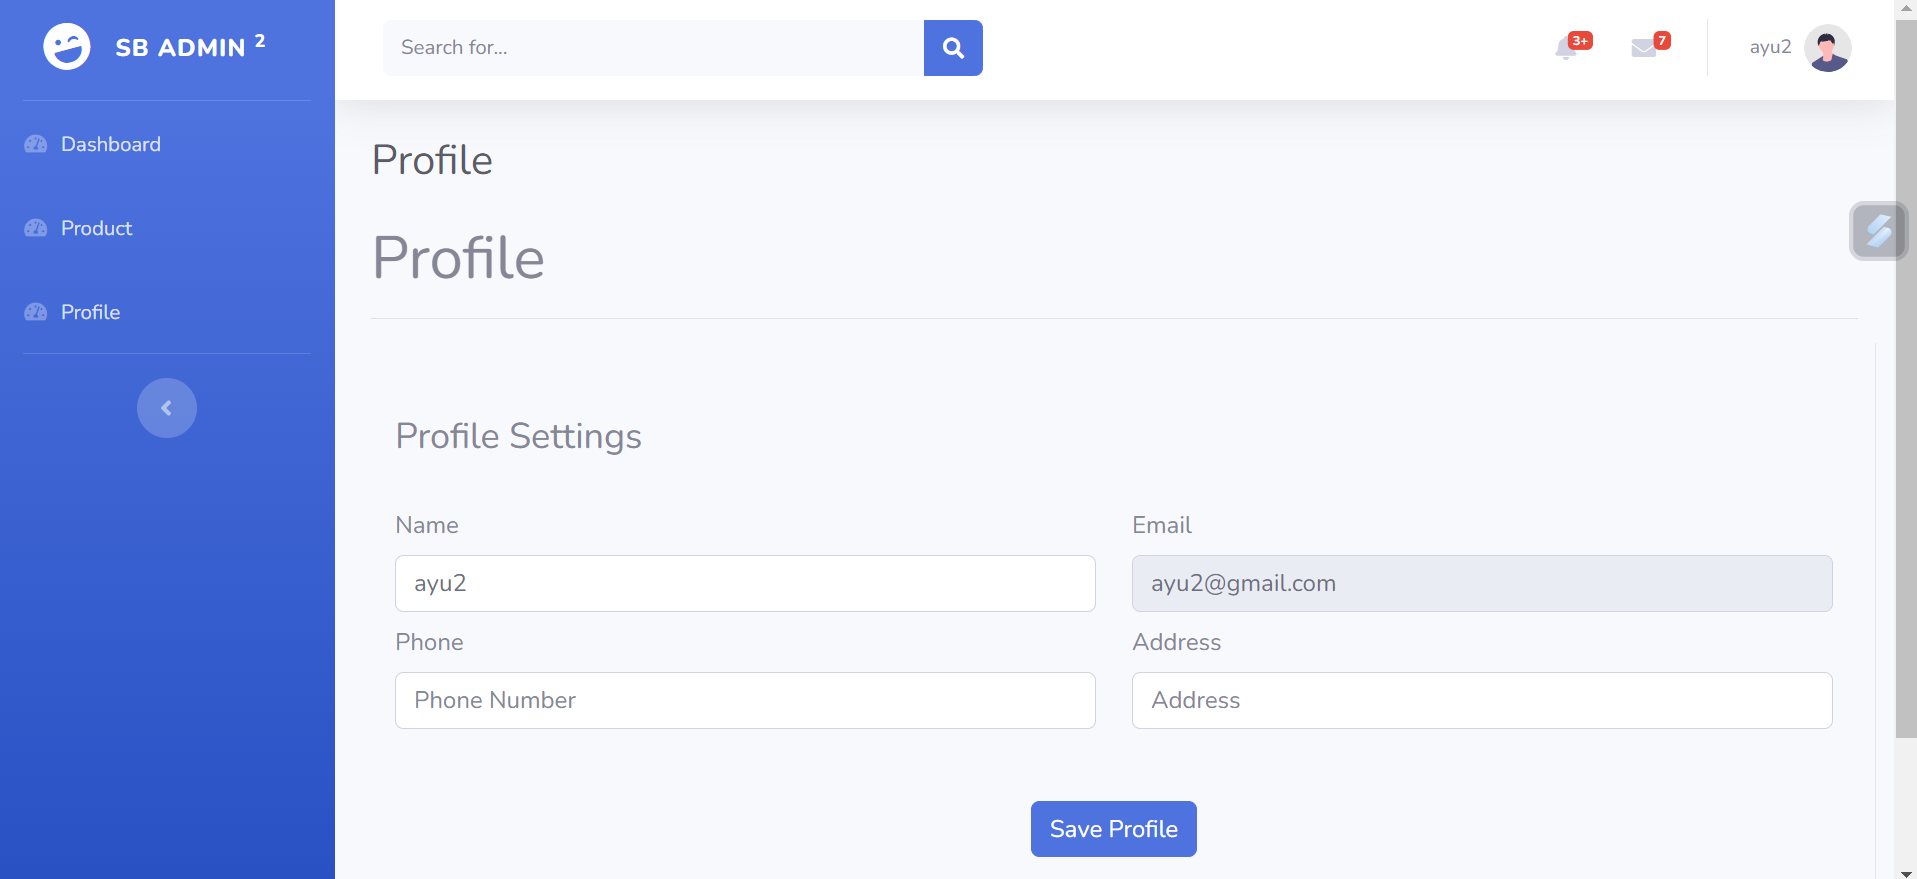 SB ADMIN 2
Search for...
3+
7
ayu2
Dashboard
Product
Profile
Profile
Profile
Profile Settings
Name
Email
ayu2
ayu2@gmail.com
Phone
Address
Phone Number
Address
Save Profile